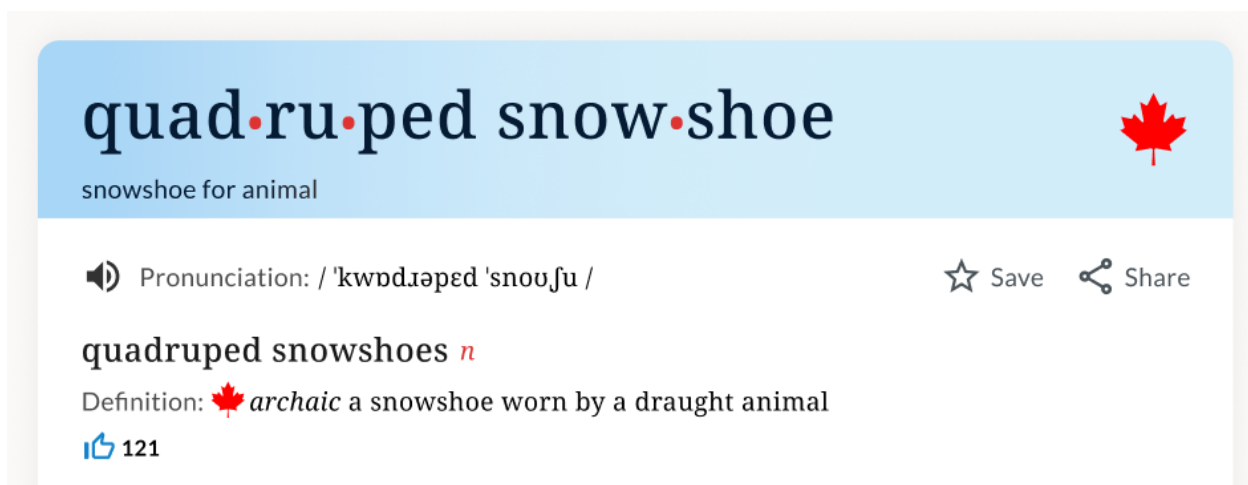 quad·ru·ped snow·shoe
snowshoe for animal
Pronunciation: / ˈkwɒdɹəpɛd ˈsnoʊˌʃu / Save Share
quadruped snowshoes n
Definition: archaic a snowshoe worn by a draught animal
121